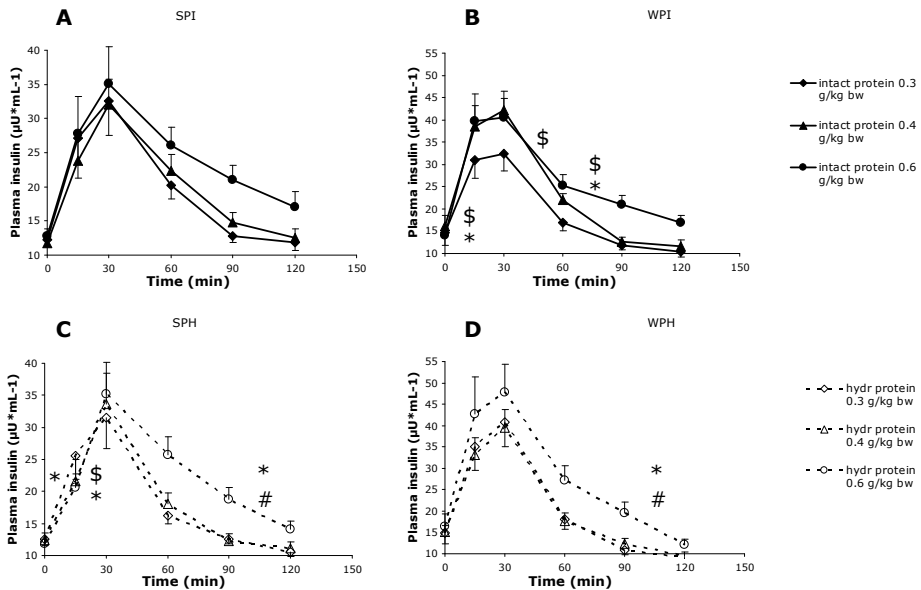 A
SPI
Plasma insulin (µU*mL-1)
40
35
30
25
20
15
10
0
30
60
90
120
150
Time (min)
B
WPI
Plasma insulin (µU*mL-1)
55
50
45
40
35
30
25
20
15
10
$
*
$
$
*
0
30
60
90
120
150
Time (min)
intact protein 0.3
g/kg bw
intact protein 0.4
g/kg bw
intact protein 0.6
g/kg bw
C
SPH
Plasma insulin (µU*mL-1)
40
35
30
25
20
15
10
*
$
*
*
#
0
30
60
90
120
150
Time (min)
D
WPH
Plasma insulin (µU*mL-1)
55
50
45
40
35
30
25
20
15
10
*
#
0
30
60
90
120
150
Time (min)
hydr protein
0.3 g/kg bw
hydr protein
0.4 g/kg bw
hydr protein
0.6 g/kg bw